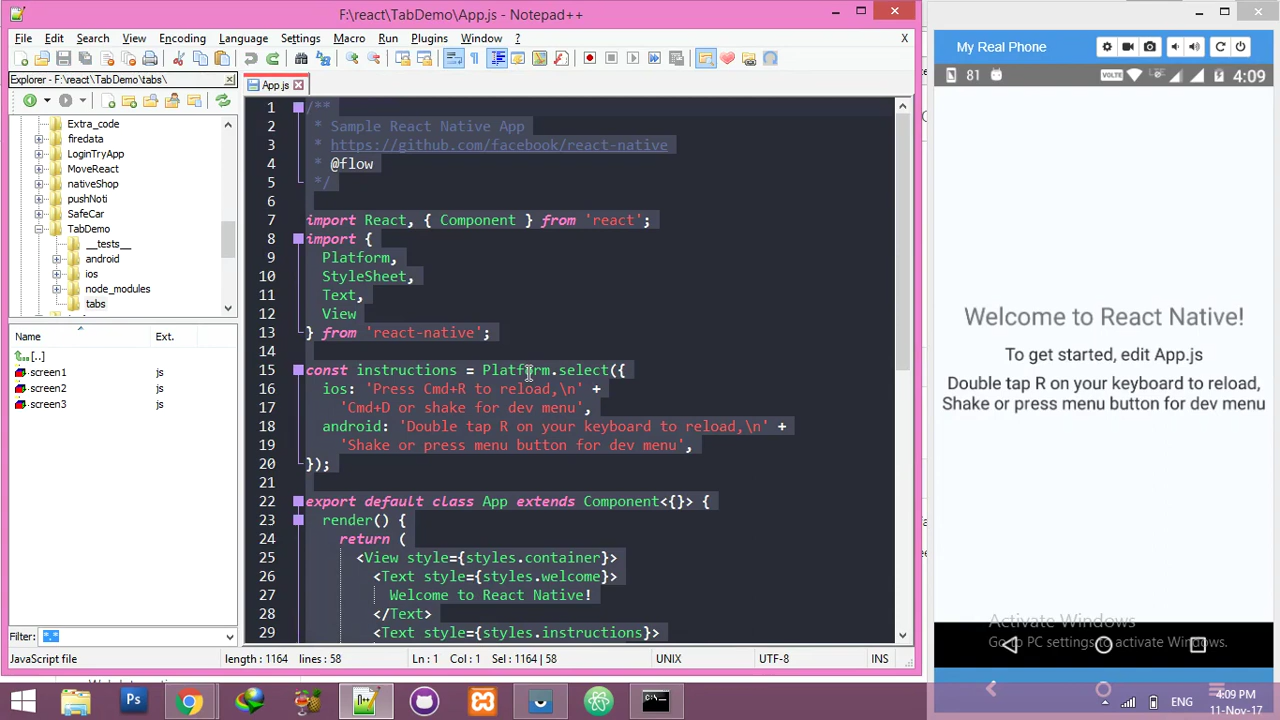 F:\react\TabDemo\App.js - Notepad++
File Edit Search View Encoding Language Settings Macro Run Plugins Window ? X
Explorer - F:\react\TabDemo\tabs\
Extra_code
firedata
LoginTryApp
MoveReact
nativeShop
pushNoti
SafeCar
TabDemo
__tests__
android
ios
node_modules
tabs
Name Ext.
[..]
screen1 js
screen2 js
screen3 js
Filter: *
App.js
1 /**
2 * Sample React Native App
3 * https://github.com/facebook/react-native
4 * @flow
5 */
6
7 import React, { Component } from 'react';
8 import {
9 Platform,
10 StyleSheet,
11 Text,
12 View
13 } from 'react-native';
14
15 const instructions = Platform.select({
16 ios: 'Press Cmd+R to reload,\n' +
17 'Cmd+D or shake for dev menu',
18 android: 'Double tap R on your keyboard to reload,\n' +
19 'Shake or press menu button for dev menu',
20 });
21
22 export default class App extends Component<{}> {
23 render() {
24 return (
25 <View style={styles.container}>
26 <Text style={styles.welcome}>
27 Welcome to React Native!
28 </Text>
29 <Text style={styles.instructions}>
JavaScript file length : 1164 lines : 58 Ln : 1 Col : 1 Sel : 1164 | 58 UNIX UTF-8 INS
My Real Phone
81 VOLTE 4:09
Welcome to React Native!
To get started, edit App.js
Double tap R on your keyboard to reload,
Shake or press menu button for dev menu
Activate Windows
Go to PC settings to activate Windows.
Ps
ENG
4:09 PM
11-Nov-17